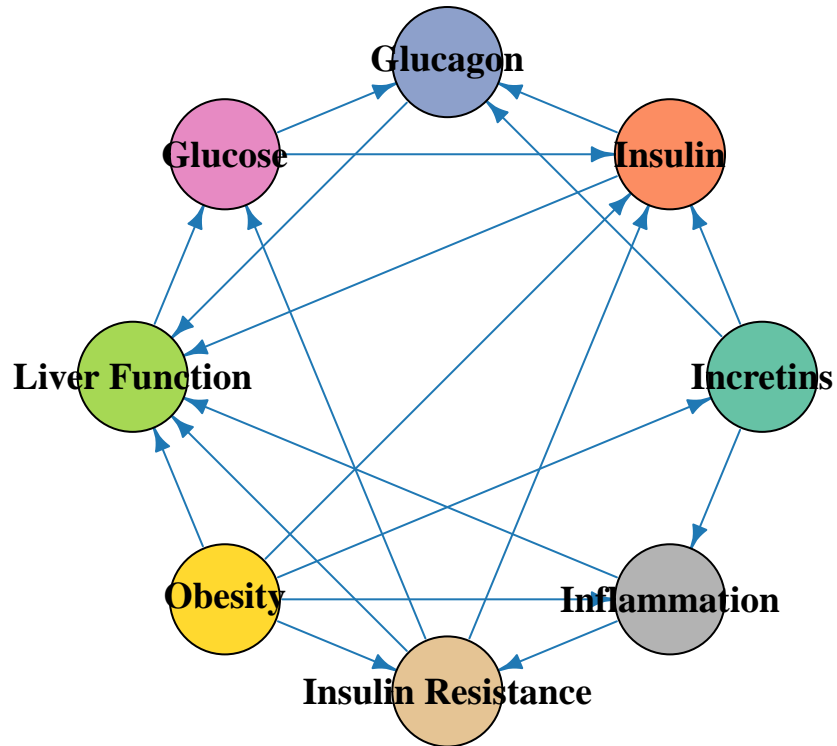 Glucagon
Glucose
Insulin
Liver Function
Incretins
Obesity
Inflammation
Insulin Resistance